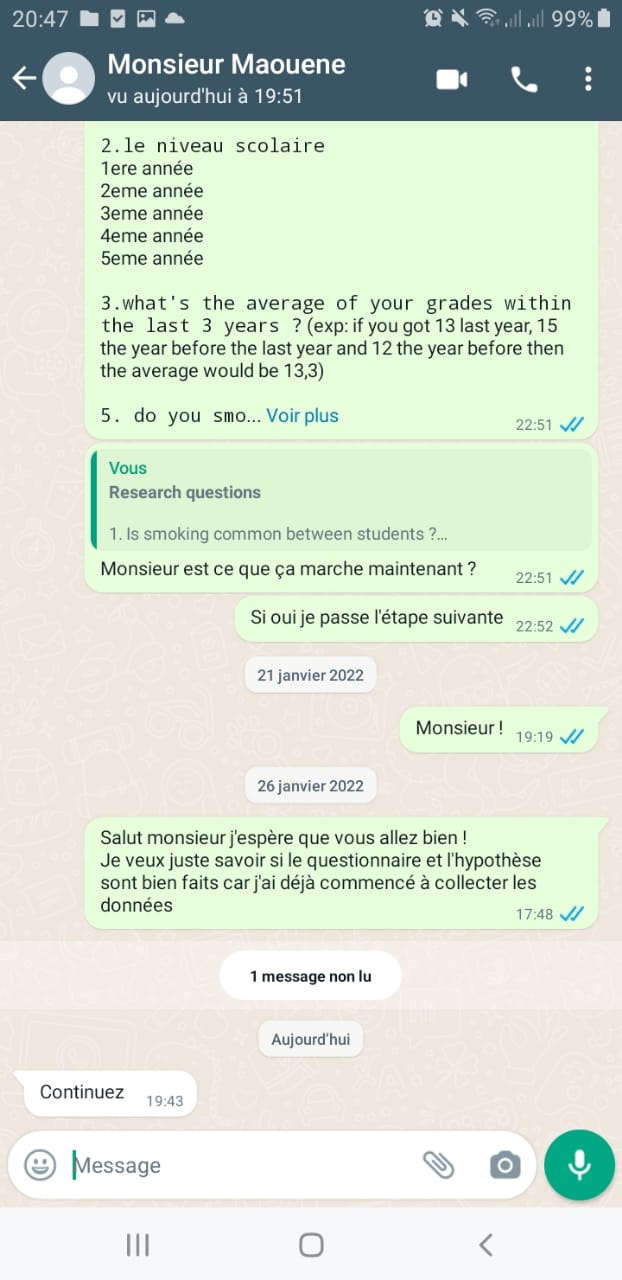 20:47
99%
Monsieur Maouene
vu aujourd'hui à 19:51
2.le niveau scolaire
1ere année
2eme année
3eme année
4eme année
5eme année
3.what's the average of your grades within
the last 3 years ? (exp: if you got 13 last year, 15
the year before the last year and 12 the year before then
the average would be 13,3)
5. do you smo... Voir plus
22:51
Vous
Research questions
1. Is smoking common between students ?...
Monsieur est ce que ça marche maintenant ?
22:51
Si oui je passe l'étape suivante
22:52
21 janvier 2022
Monsieur !
19:19
26 janvier 2022
Salut monsieur j'espère que vous allez bien !
Je veux juste savoir si le questionnaire et l'hypothèse
sont bien faits car j'ai déjà commencé à collecter les
données
17:48
1 message non lu
Aujourd'hui
Continuez
19:43
Message